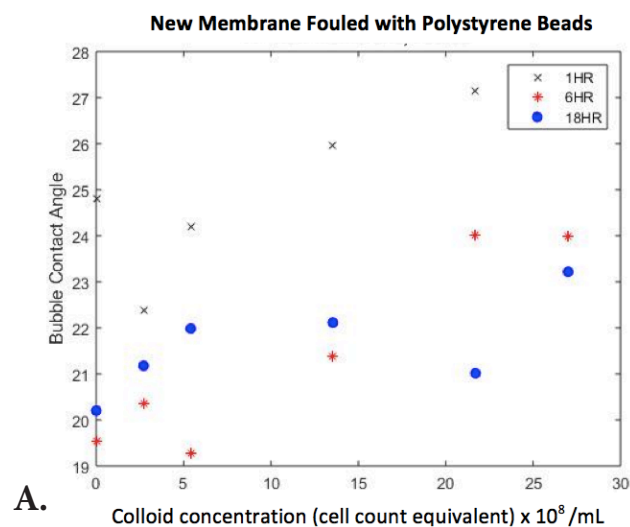 New Membrane Fouled with Polystyrene Beads
28
27
26
25
24
23
22
21
20
19
Bubble Contact Angle
1HR
6HR
18HR
0 5 10 15 20 25 30
A.
Colloid concentration (cell count equivalent) x 10⁸ /mL